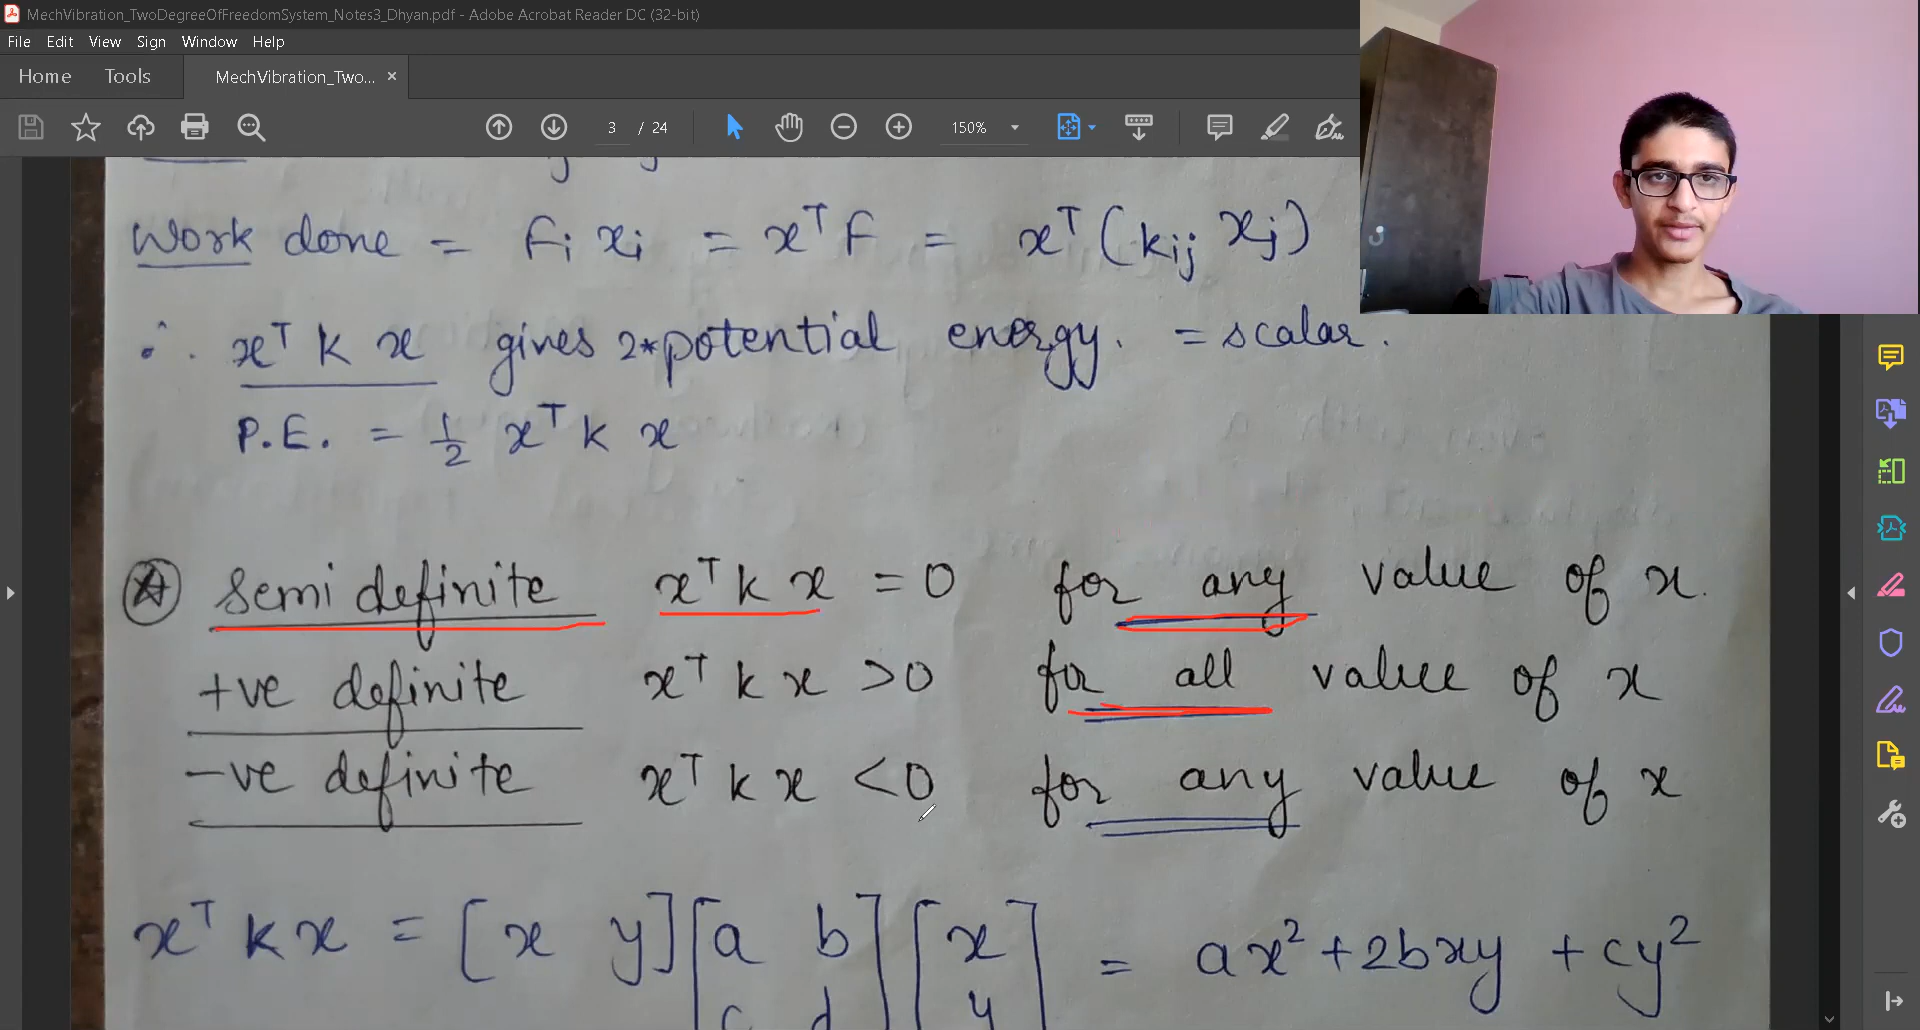 MechVibration_TwoDegreeOfFreedomSystem_Notes3_Dhyan.pdf - Adobe Acrobat Reader DC (32-bit)
File Edit View Sign Window Help
Home Tools MechVibration_Two... ×
3 / 24 150%
Work done = Fi xi = xᵀ F = xᵀ (kij xj)
∴ xᵀ k x gives 2*potential energy. = scalar.
P.E. = 1/2 xᵀ k x
Semi definite xᵀ k x = 0 for any value of x.
+ve definite xᵀ k x > 0 for all value of x
-ve definite xᵀ k x < 0 for any value of x
xᵀ k x = [x y] [a b] [x] = ax² + 2bxy + cy²
c d y